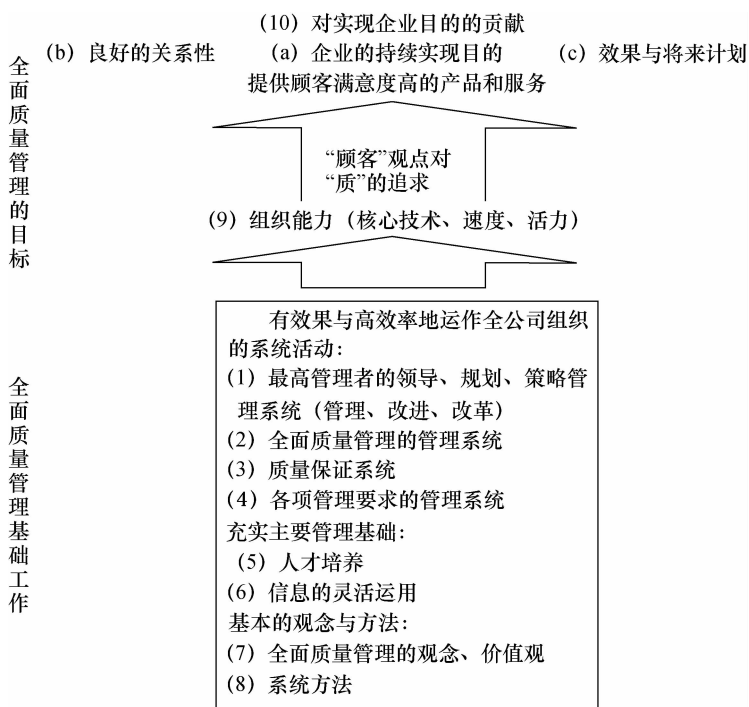 (10) 对实现企业目的的贡献
(b) 良好的关系性 (a) 企业的持续实现目的 (c) 效果与将来计划
提供顾客满意度高的产品和服务
全面质量管理的目标
“顾客”观点对
“质”的追求
(9) 组织能力（核心技术、速度、活力）
全面质量管理基础工作
有效果与高效率地运作全公司组织
的系统活动：
(1) 最高管理者的领导、规划、策略管
理系统（管理、改进、改革）
(2) 全面质量管理的管理系统
(3) 质量保证系统
(4) 各项管理要求的管理系统
充实主要管理基础：
(5) 人才培养
(6) 信息的灵活运用
基本的观念与方法：
(7) 全面质量管理的观念、价值观
(8) 系统方法